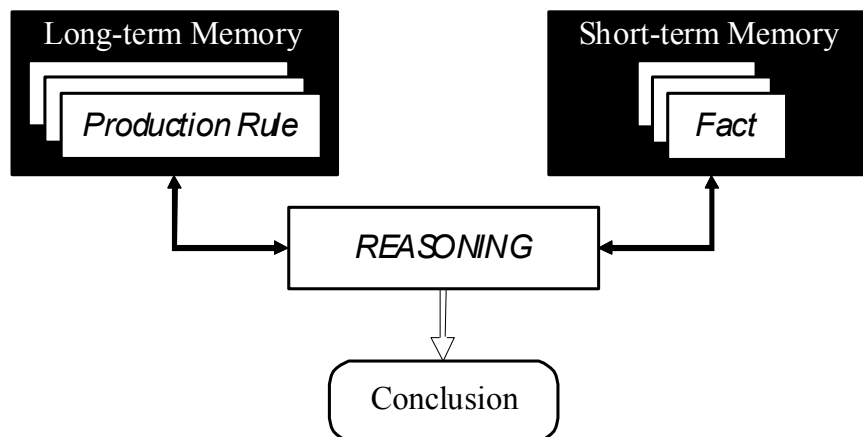 Long-term Memory
Short-term Memory
Production Rule
Fact
REASONING
Conclusion